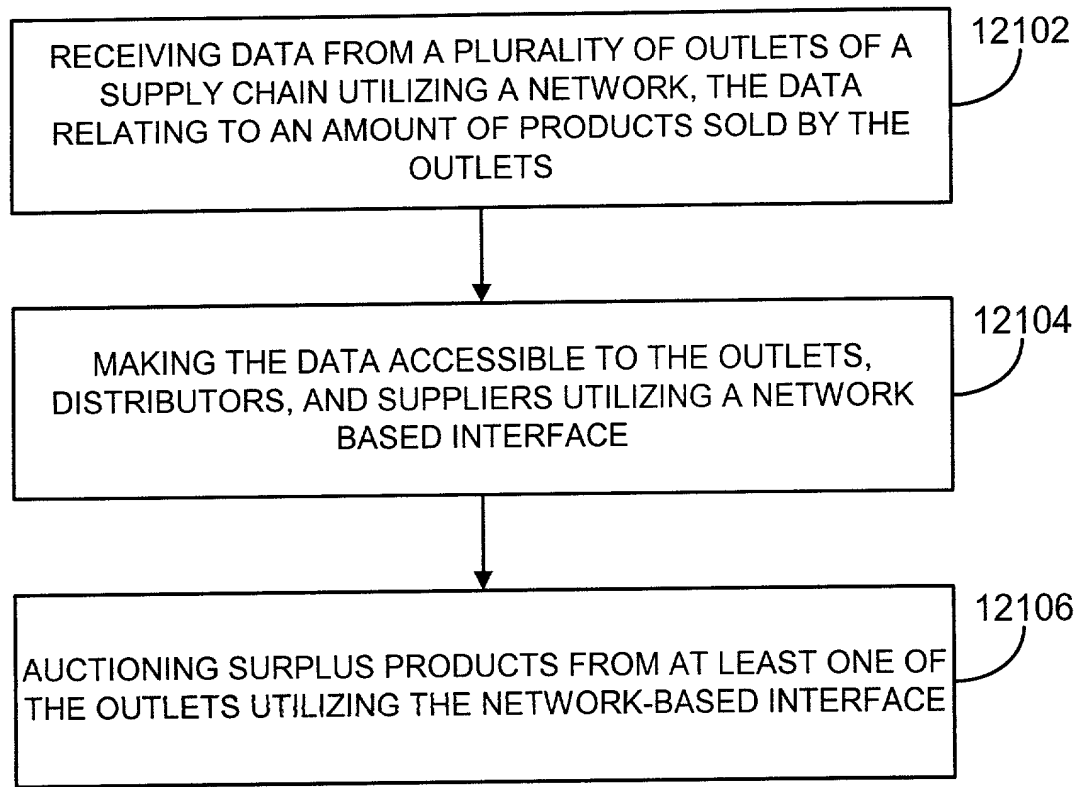 12102
RECEIVING DATA FROM A PLURALITY OF OUTLETS OF A
SUPPLY CHAIN UTILIZING A NETWORK, THE DATA
RELATING TO AN AMOUNT OF PRODUCTS SOLD BY THE
OUTLETS
12104
MAKING THE DATA ACCESSIBLE TO THE OUTLETS,
DISTRIBUTORS, AND SUPPLIERS UTILIZING A NETWORK
BASED INTERFACE
12106
AUCTIONING SURPLUS PRODUCTS FROM AT LEAST ONE OF
THE OUTLETS UTILIZING THE NETWORK-BASED INTERFACE